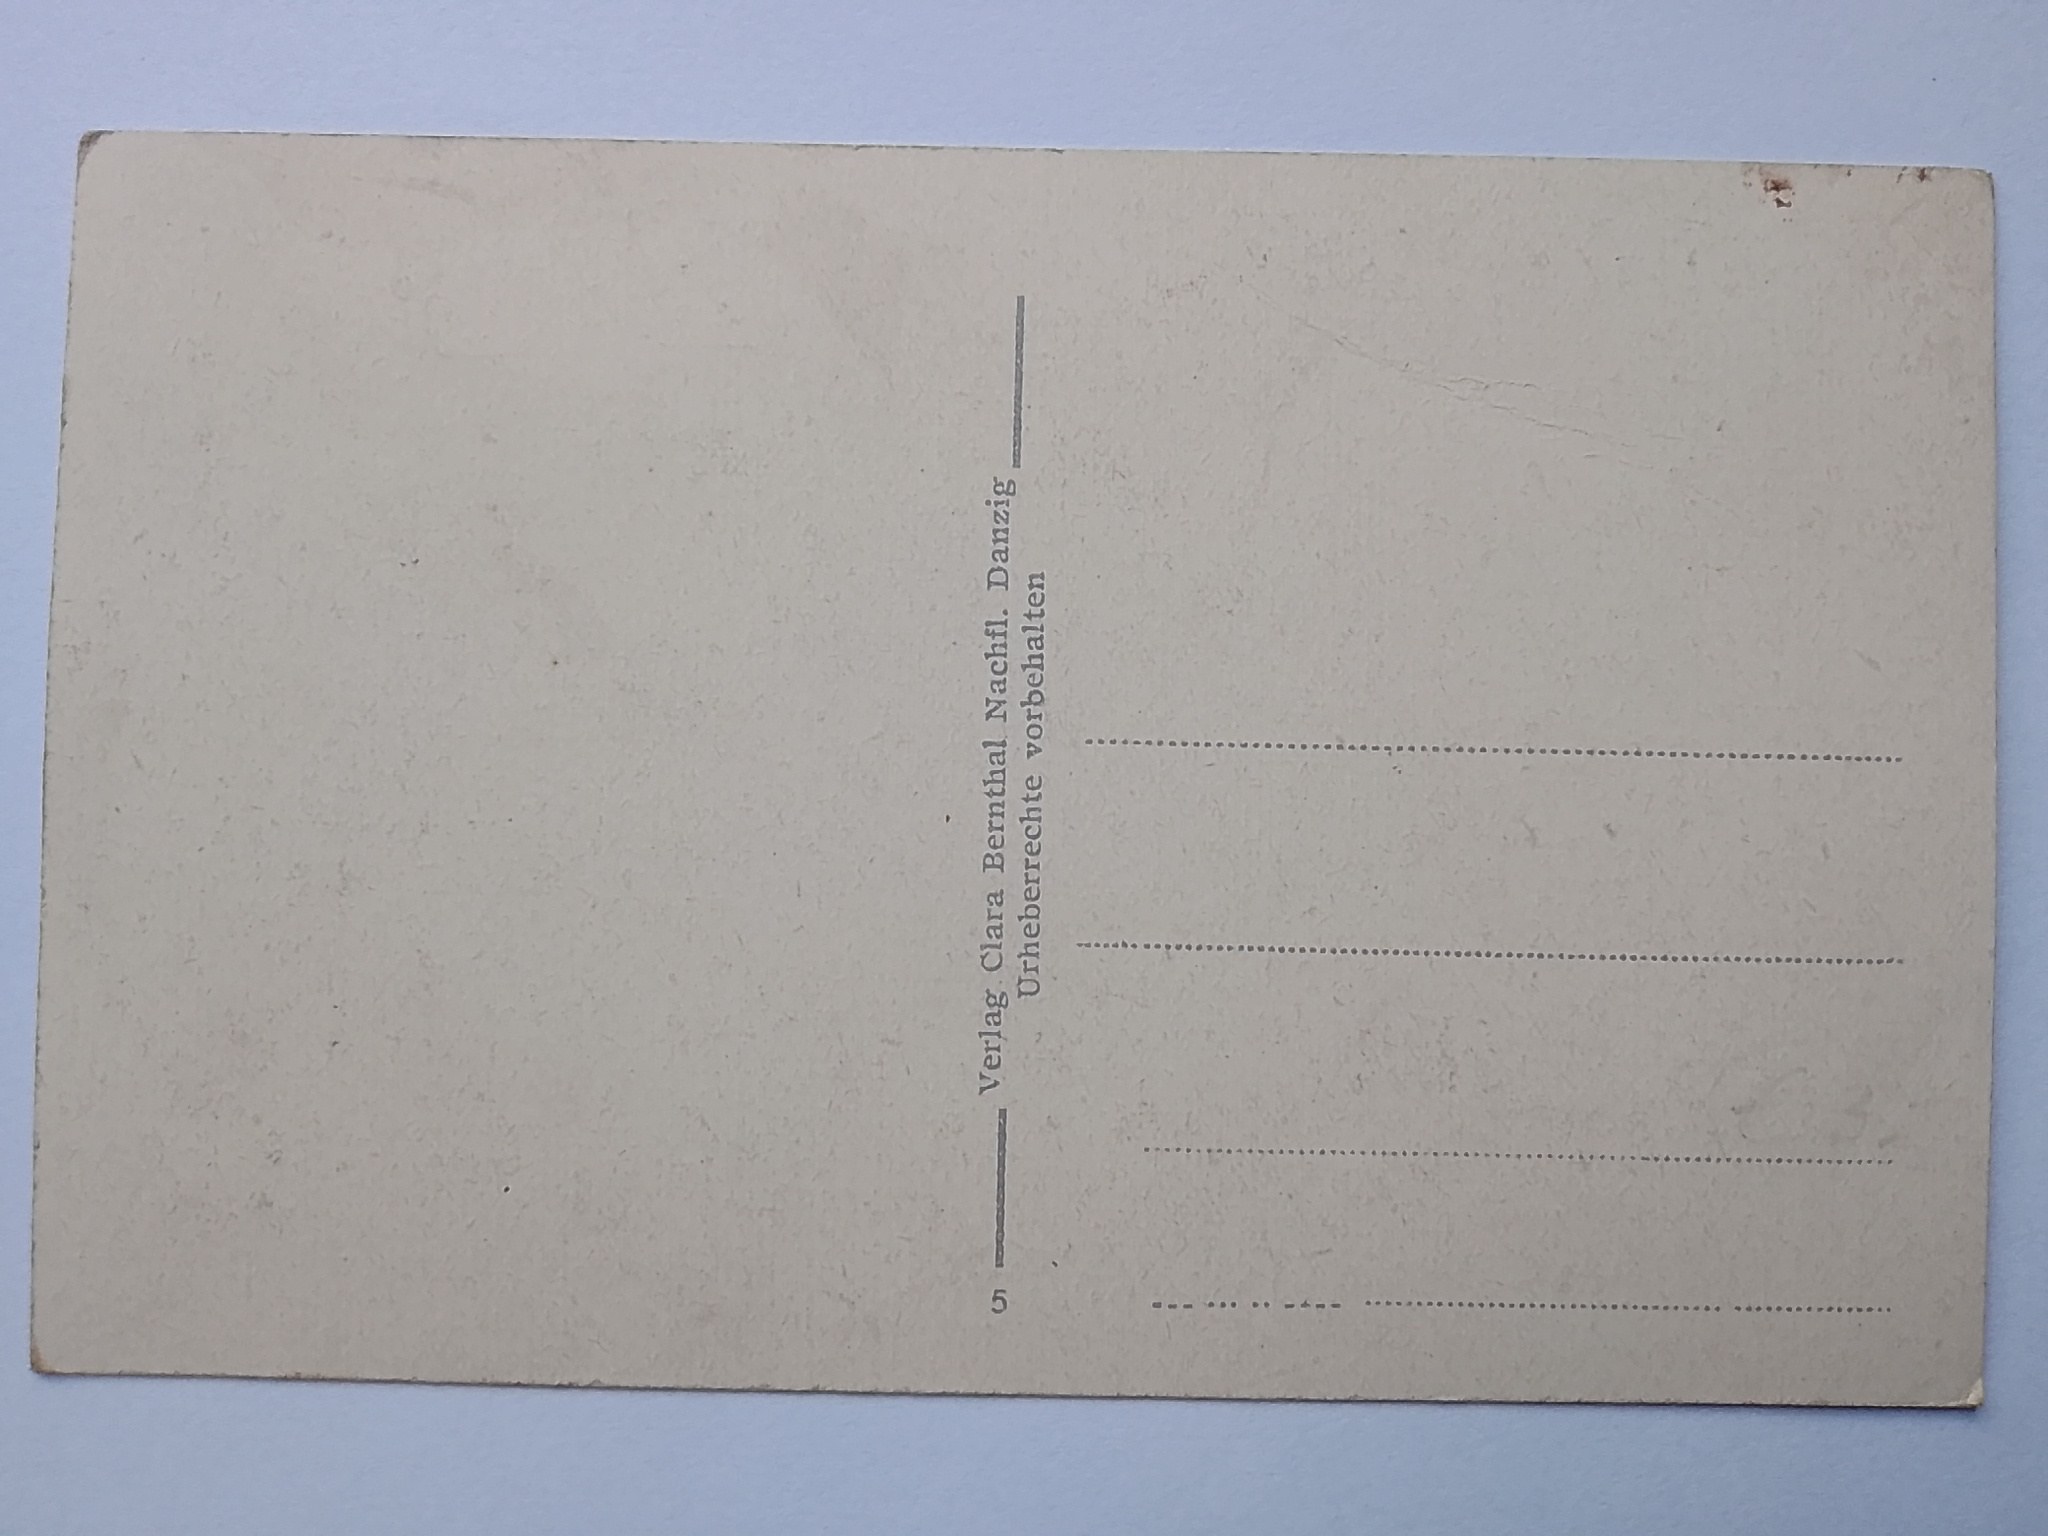 5 Verlag Clara Bernthal Nachfl. Danzig
Urheberrechte vorbehalten